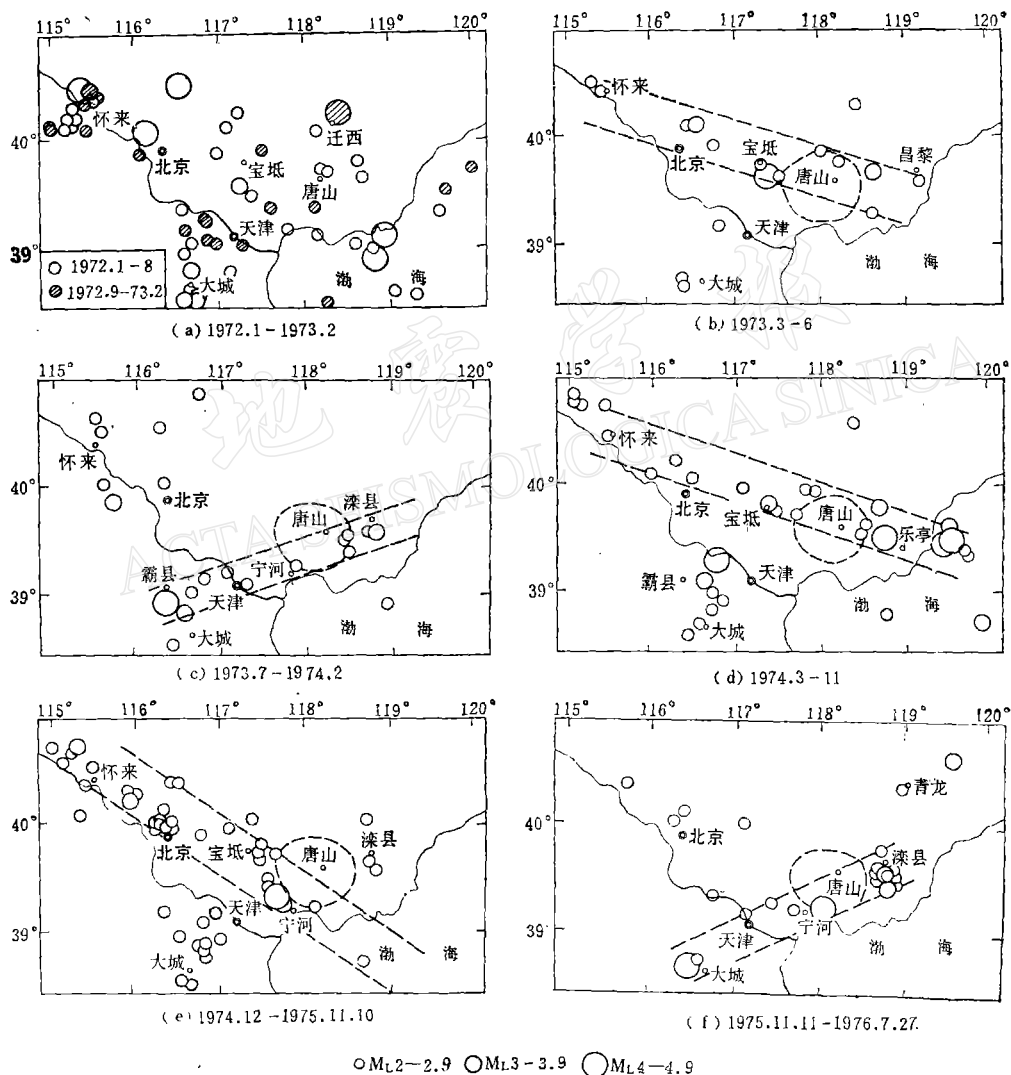 115° 116° 117° 118° 119° 120°
40°
39°
怀来
北京
宝坻
迁西
唐山
天津
大城
渤 海
1972.1-8
1972.9-73.2
(a) 1972.1-1973.2
115° 116° 117° 118° 119° 120°
40°
39°
怀来
北京
宝坻
唐山
昌黎
天津
大城
渤 海
(b) 1973.3-6
115° 116° 117° 118° 119° 120°
40°
39°
怀来
北京
唐山
滦县
霸县
宁河
天津
大城
渤 海
(c) 1973.7-1974.2
115° 116° 117° 118° 119° 120°
40°
39°
怀来
北京
宝坻
唐山
乐亭
霸县
天津
大城
渤 海
(d) 1974.3-11
115° 116° 117° 118° 119° 120°
40°
39°
怀来
北京
宝坻
唐山
滦县
天津
宁河
大城
渤 海
(e) 1974.12-1975.11.10
115° 116° 117° 118° 119° 120°
40°
39°
青龙
北京
滦县
唐山
宁河
天津
大城
渤 海
(f) 1975.11.11-1976.7.27
ML2-2.9 ML3-3.9 ML4-4.9
地震学报
ACTA SEISMOLOGICA SINICA